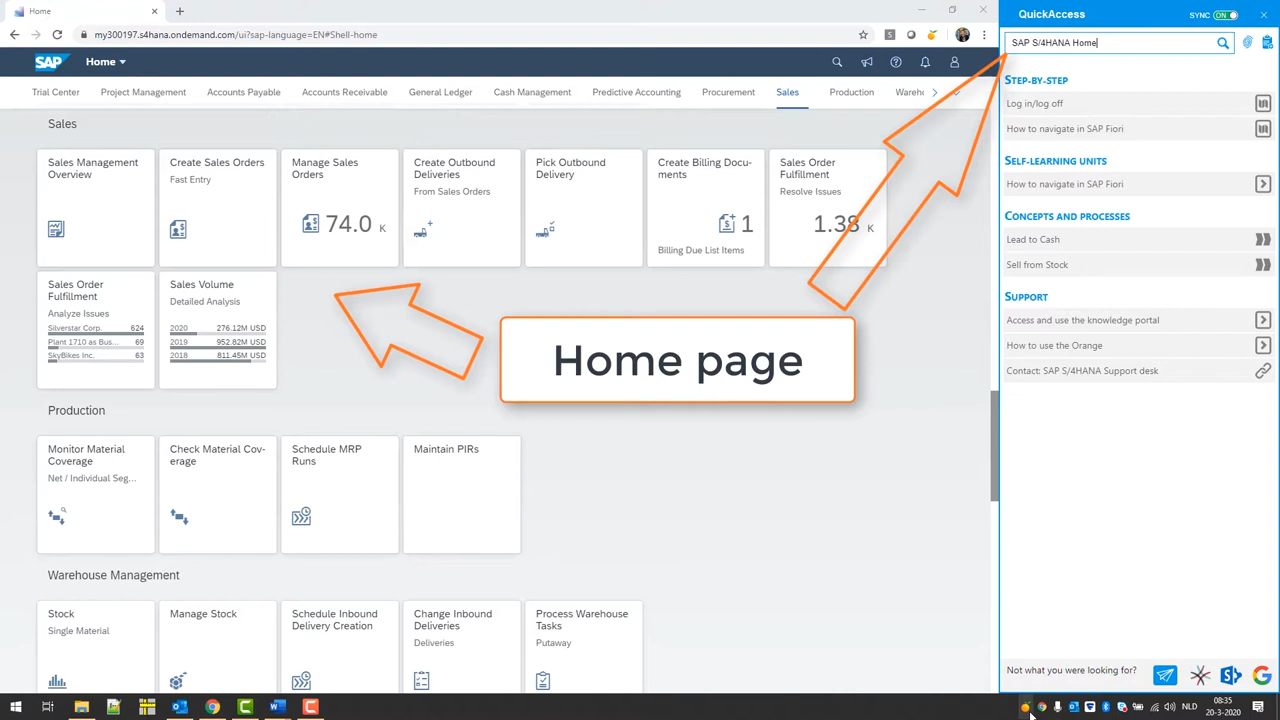 Home
QuickAccess
SYNC ON
my300197.s4hana.ondemand.com/ui?sap-language=EN#Shell-home
SAP S/4HANA Home
SAP
Home
Trial Center
Project Management
Accounts Payable
Accounts Receivable
General Ledger
Cash Management
Predictive Accounting
Procurement
Sales
Production
Sales
Sales Management
Overview
Create Sales Orders
Fast Entry
Manage Sales
Orders
74.0 K
Create Outbound
Deliveries
From Sales Orders
Pick Outbound
Delivery
Create Billing Docu-
ments
1
Billing Due List Items
Sales Order
Fulfillment
Resolve Issues
1.38 K
Sales Order
Fulfillment
Analyze Issues
Silverstar Corp. 624
Plant 1710 as Bus... 69
SkyBikes Inc. 63
Sales Volume
Detailed Analysis
2020 276.12M USD
2019 952.82M USD
2018 811.45M USD
Home page
Production
Monitor Material
Coverage
Net / Individual Seg...
Check Material Cov-
erage
Schedule MRP
Runs
Maintain PIRs
Warehouse Management
Stock
Single Material
Manage Stock
Schedule Inbound
Delivery Creation
Change Inbound
Deliveries
Deliveries
Process Warehouse
Tasks
Putaway
STEP-BY-STEP
Log in/log off
How to navigate in SAP Fiori
SELF-LEARNING UNITS
How to navigate in SAP Fiori
CONCEPTS AND PROCESSES
Lead to Cash
Sell from Stock
SUPPORT
Access and use the knowledge portal
How to use the Orange
Contact: SAP S/4HANA Support desk
Not what you were looking for?
NLD
08:35
20-3-2020